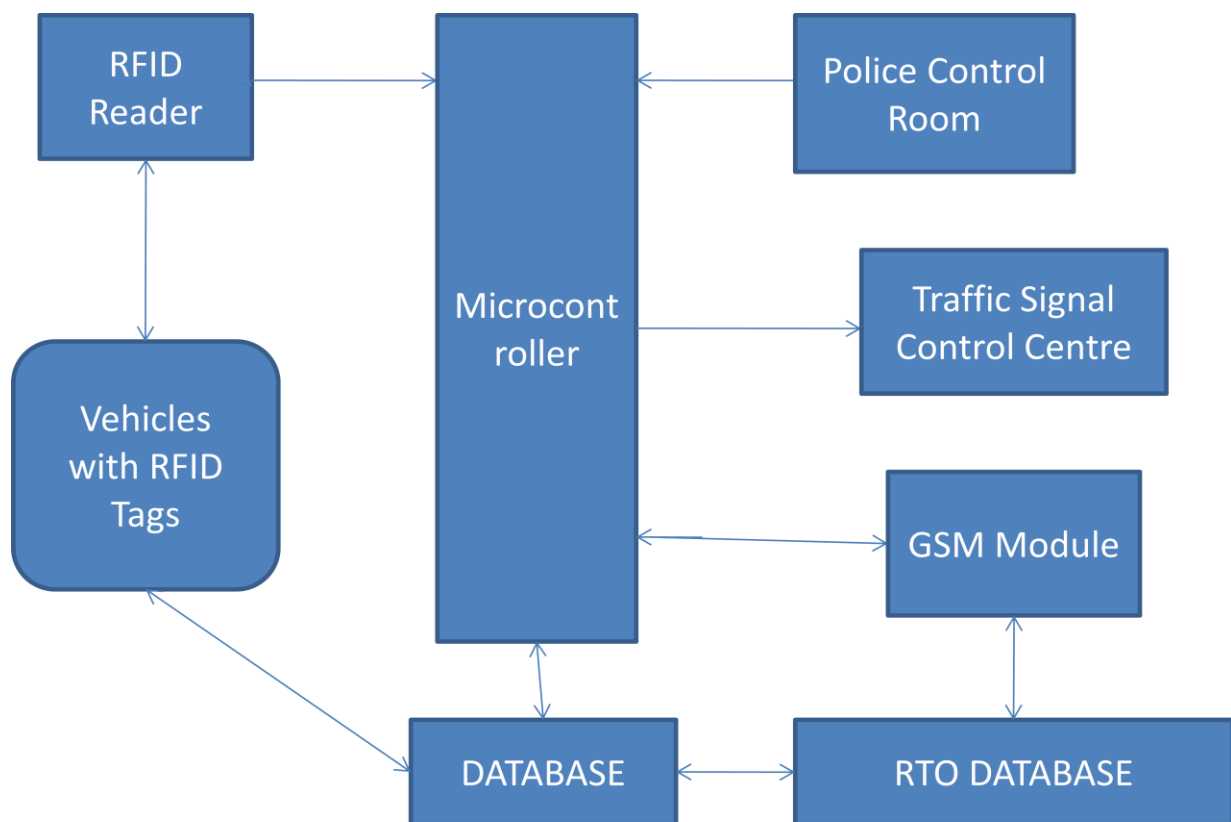 RFID
Reader
Police Control
Room
Microcont
roller
Traffic Signal
Control Centre
Vehicles
with RFID
Tags
GSM Module
DATABASE
RTO DATABASE